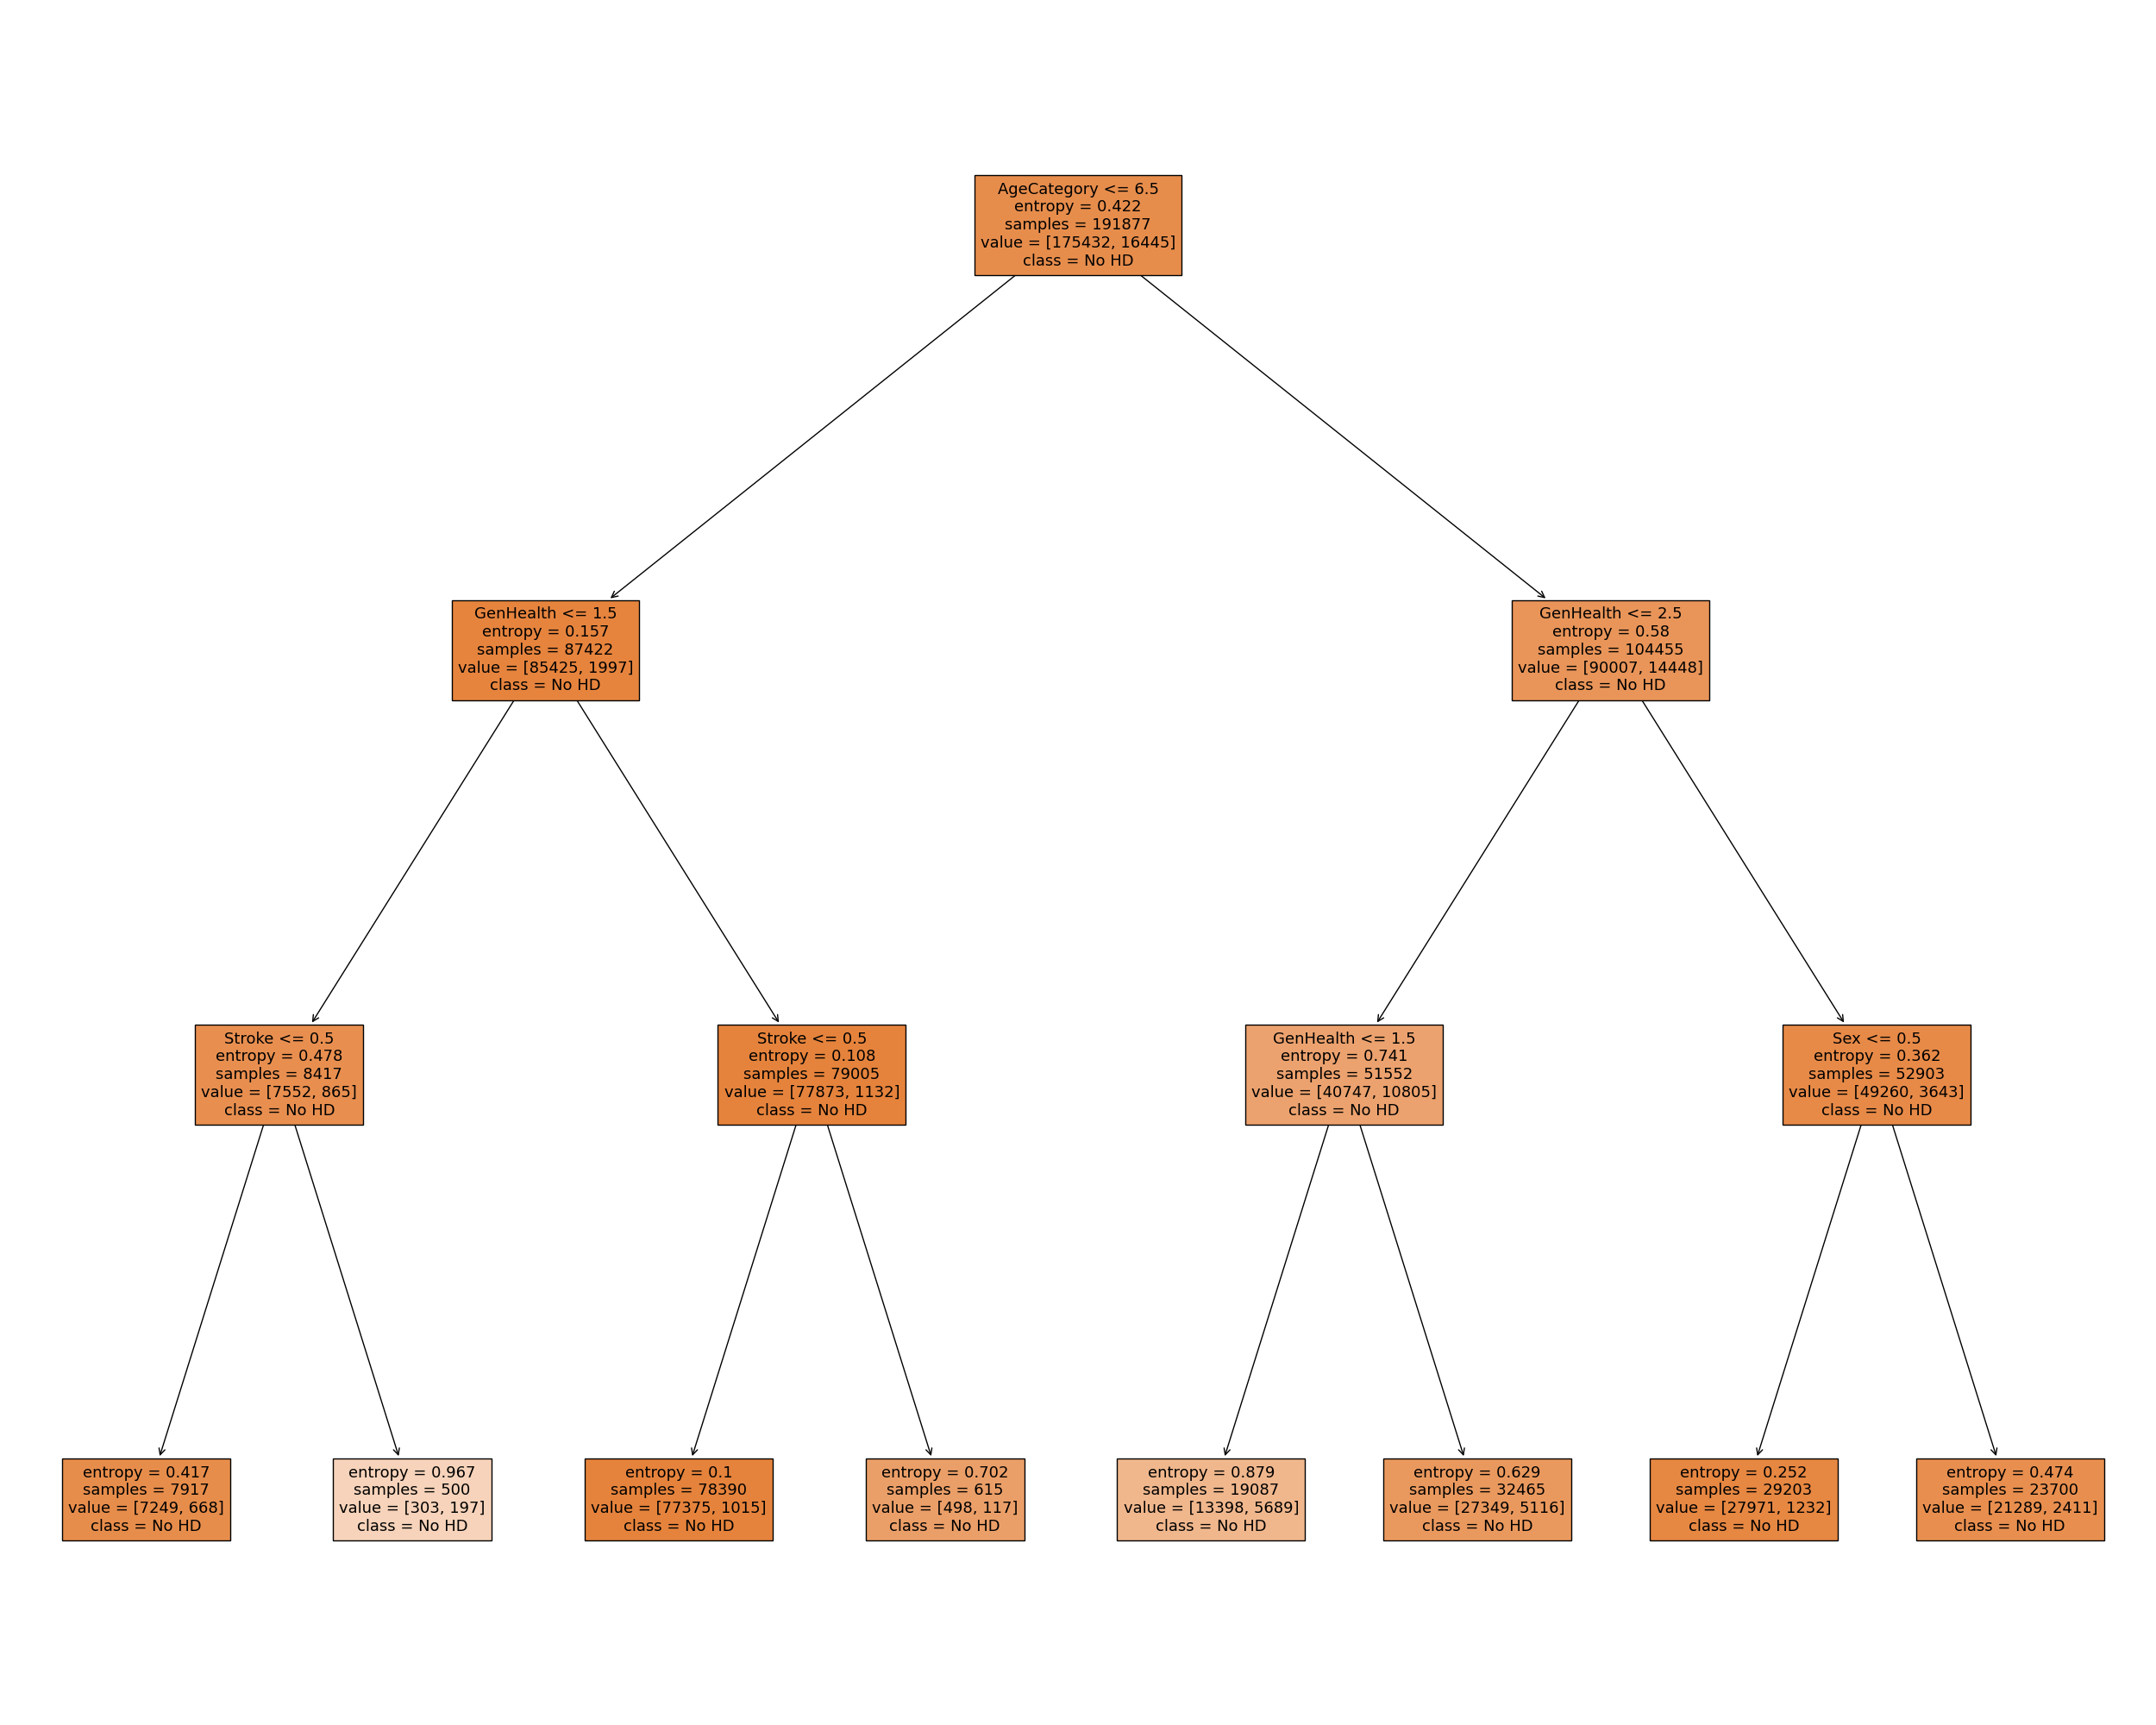 AgeCategory <= 6.5
entropy = 0.422
samples = 191877
value = [175432, 16445]
class = No HD
GenHealth <= 1.5
entropy = 0.157
samples = 87422
value = [85425, 1997]
class = No HD
GenHealth <= 2.5
entropy = 0.58
samples = 104455
value = [90007, 14448]
class = No HD
Stroke <= 0.5
entropy = 0.478
samples = 8417
value = [7552, 865]
class = No HD
Stroke <= 0.5
entropy = 0.108
samples = 79005
value = [77873, 1132]
class = No HD
GenHealth <= 1.5
entropy = 0.741
samples = 51552
value = [40747, 10805]
class = No HD
Sex <= 0.5
entropy = 0.362
samples = 52903
value = [49260, 3643]
class = No HD
entropy = 0.417
samples = 7917
value = [7249, 668]
class = No HD
entropy = 0.967
samples = 500
value = [303, 197]
class = No HD
entropy = 0.1
samples = 78390
value = [77375, 1015]
class = No HD
entropy = 0.702
samples = 615
value = [498, 117]
class = No HD
entropy = 0.879
samples = 19087
value = [13398, 5689]
class = No HD
entropy = 0.629
samples = 32465
value = [27349, 5116]
class = No HD
entropy = 0.252
samples = 29203
value = [27971, 1232]
class = No HD
entropy = 0.474
samples = 23700
value = [21289, 2411]
class = No HD